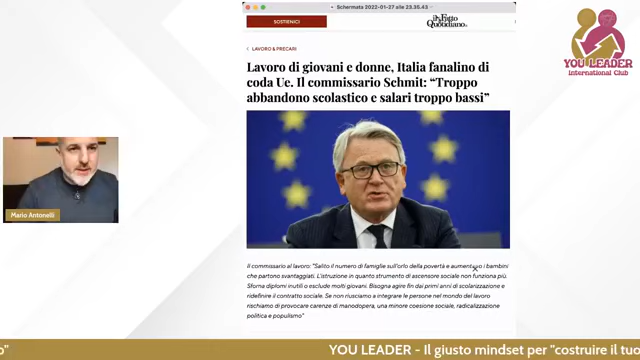 Schermata 2022-01-27 alle 23.35.43
SOSTIENICI
il Fatto
Quotidiano
YOU LEADER
International Club
LAVORO & PRECARI
Lavoro di giovani e donne, Italia fanalino di
coda Ue. Il commissario Schmit: “Troppo
abbandono scolastico e salari troppo bassi”
Mario Antonelli
Il commissario al lavoro: "Salito il numero di famiglie sull'orlo della povertà e aumentano i bambini
che partono svantaggiati. L'istruzione in quanto strumento di ascensore sociale non funziona più.
Sforna diplomi inutili o esclude molti giovani. Bisogna agire fin dai primi anni di scolarizzazione e
ridefinire il contratto sociale. Se non riusciamo a integrare le persone nel mondo del lavoro
rischiamo di provocare carenze di manodopera, una minore coesione sociale, radicalizzazione
politica e populismo"
o"
YOU LEADER - Il giusto mindset per "costruire il tuo